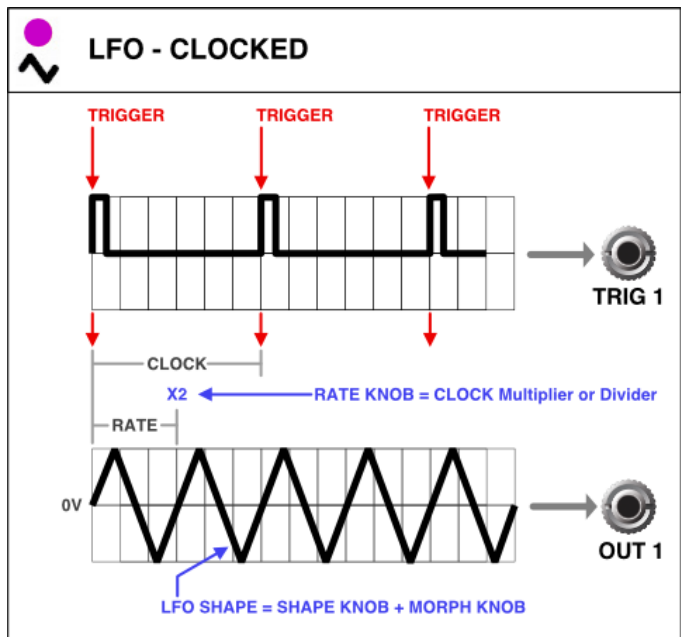 LFO - CLOCKED
TRIGGER TRIGGER TRIGGER
TRIG 1
CLOCK
X2 RATE KNOB = CLOCK Multiplier or Divider
RATE
0V
OUT 1
LFO SHAPE = SHAPE KNOB + MORPH KNOB